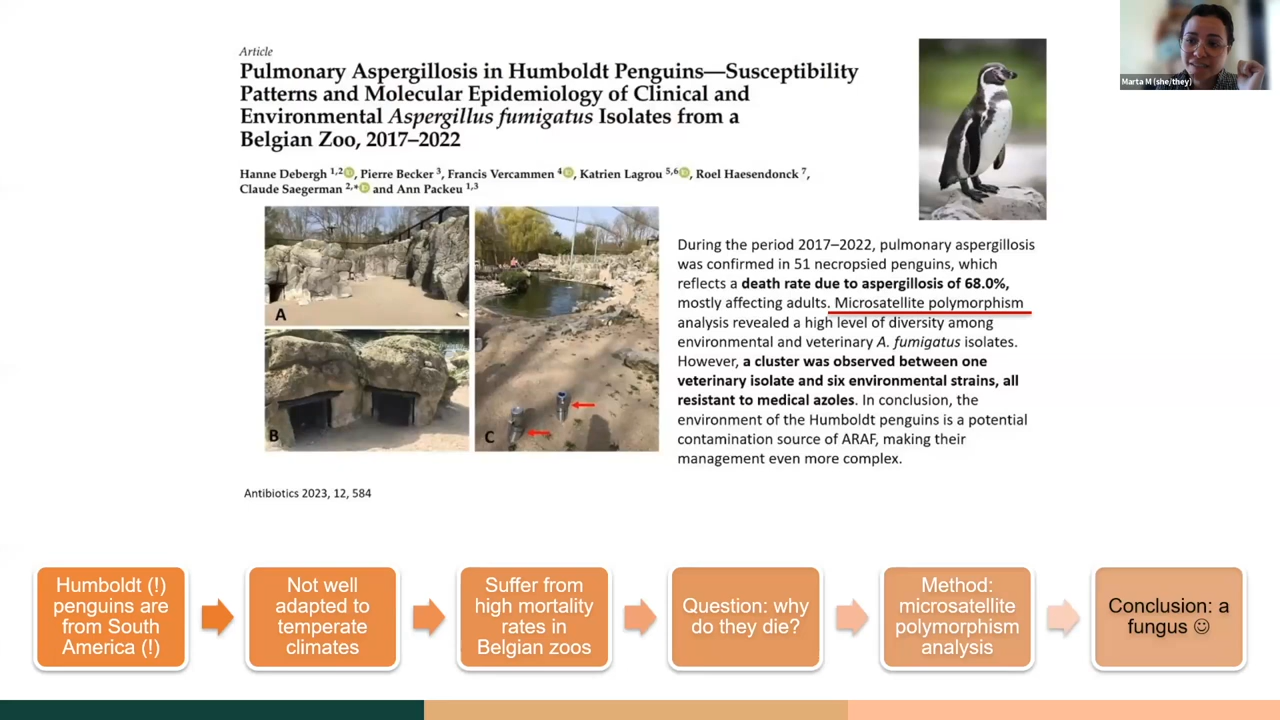 Article
Pulmonary Aspergillosis in Humboldt Penguins—Susceptibility
Patterns and Molecular Epidemiology of Clinical and
Environmental Aspergillus fumigatus Isolates from a
Belgian Zoo, 2017–2022
Hanne Debergh 1,2, Pierre Becker 3, Francis Vercammen 4, Katrien Lagrou 5,6, Roel Haesendonck 7,
Claude Saegerman 2,* and Ann Packeu 1,3
Marta M (she/they)
A
B
C
During the period 2017–2022, pulmonary aspergillosis
was confirmed in 51 necropsied penguins, which
reflects a death rate due to aspergillosis of 68.0%,
mostly affecting adults. Microsatellite polymorphism
analysis revealed a high level of diversity among
environmental and veterinary A. fumigatus isolates.
However, a cluster was observed between one
veterinary isolate and six environmental strains, all
resistant to medical azoles. In conclusion, the
environment of the Humboldt penguins is a potential
contamination source of ARAF, making their
management even more complex.
Antibiotics 2023, 12, 584
Humboldt (!)
penguins are
from South
America (!)
Not well
adapted to
temperate
climates
Suffer from
high mortality
rates in
Belgian zoos
Question: why
do they die?
Method:
microsatellite
polymorphism
analysis
Conclusion: a
fungus ☺